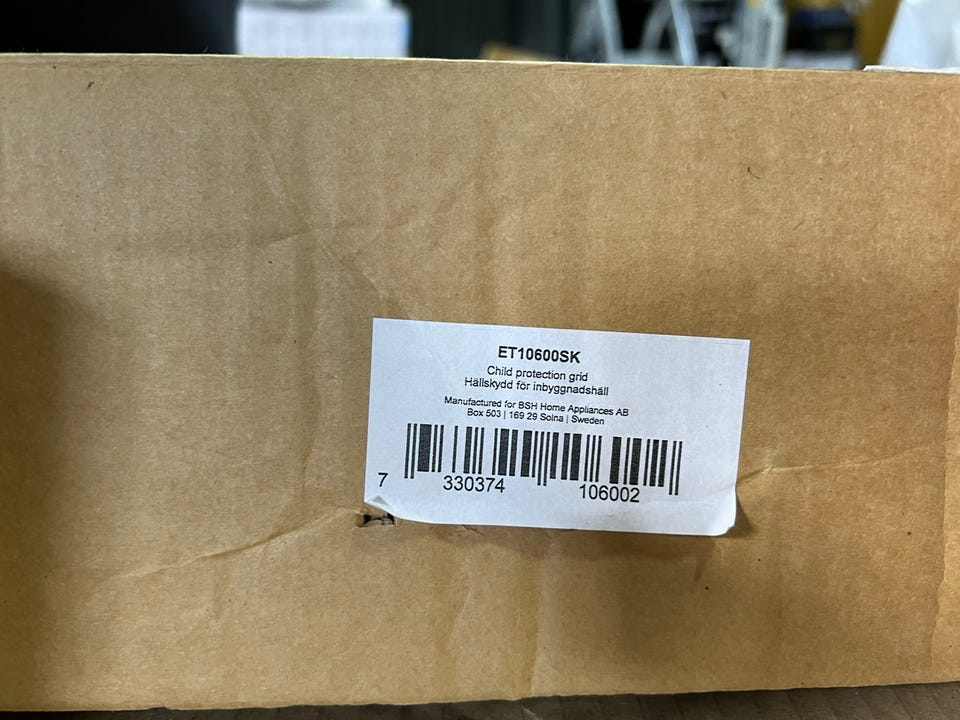 ET10600SK
Child protection grid
Hällskydd för inbyggnadshäll
Manufactured for BSH Home Appliances AB
Box 503 | 169 29 Solna | Sweden
7 330374 106002